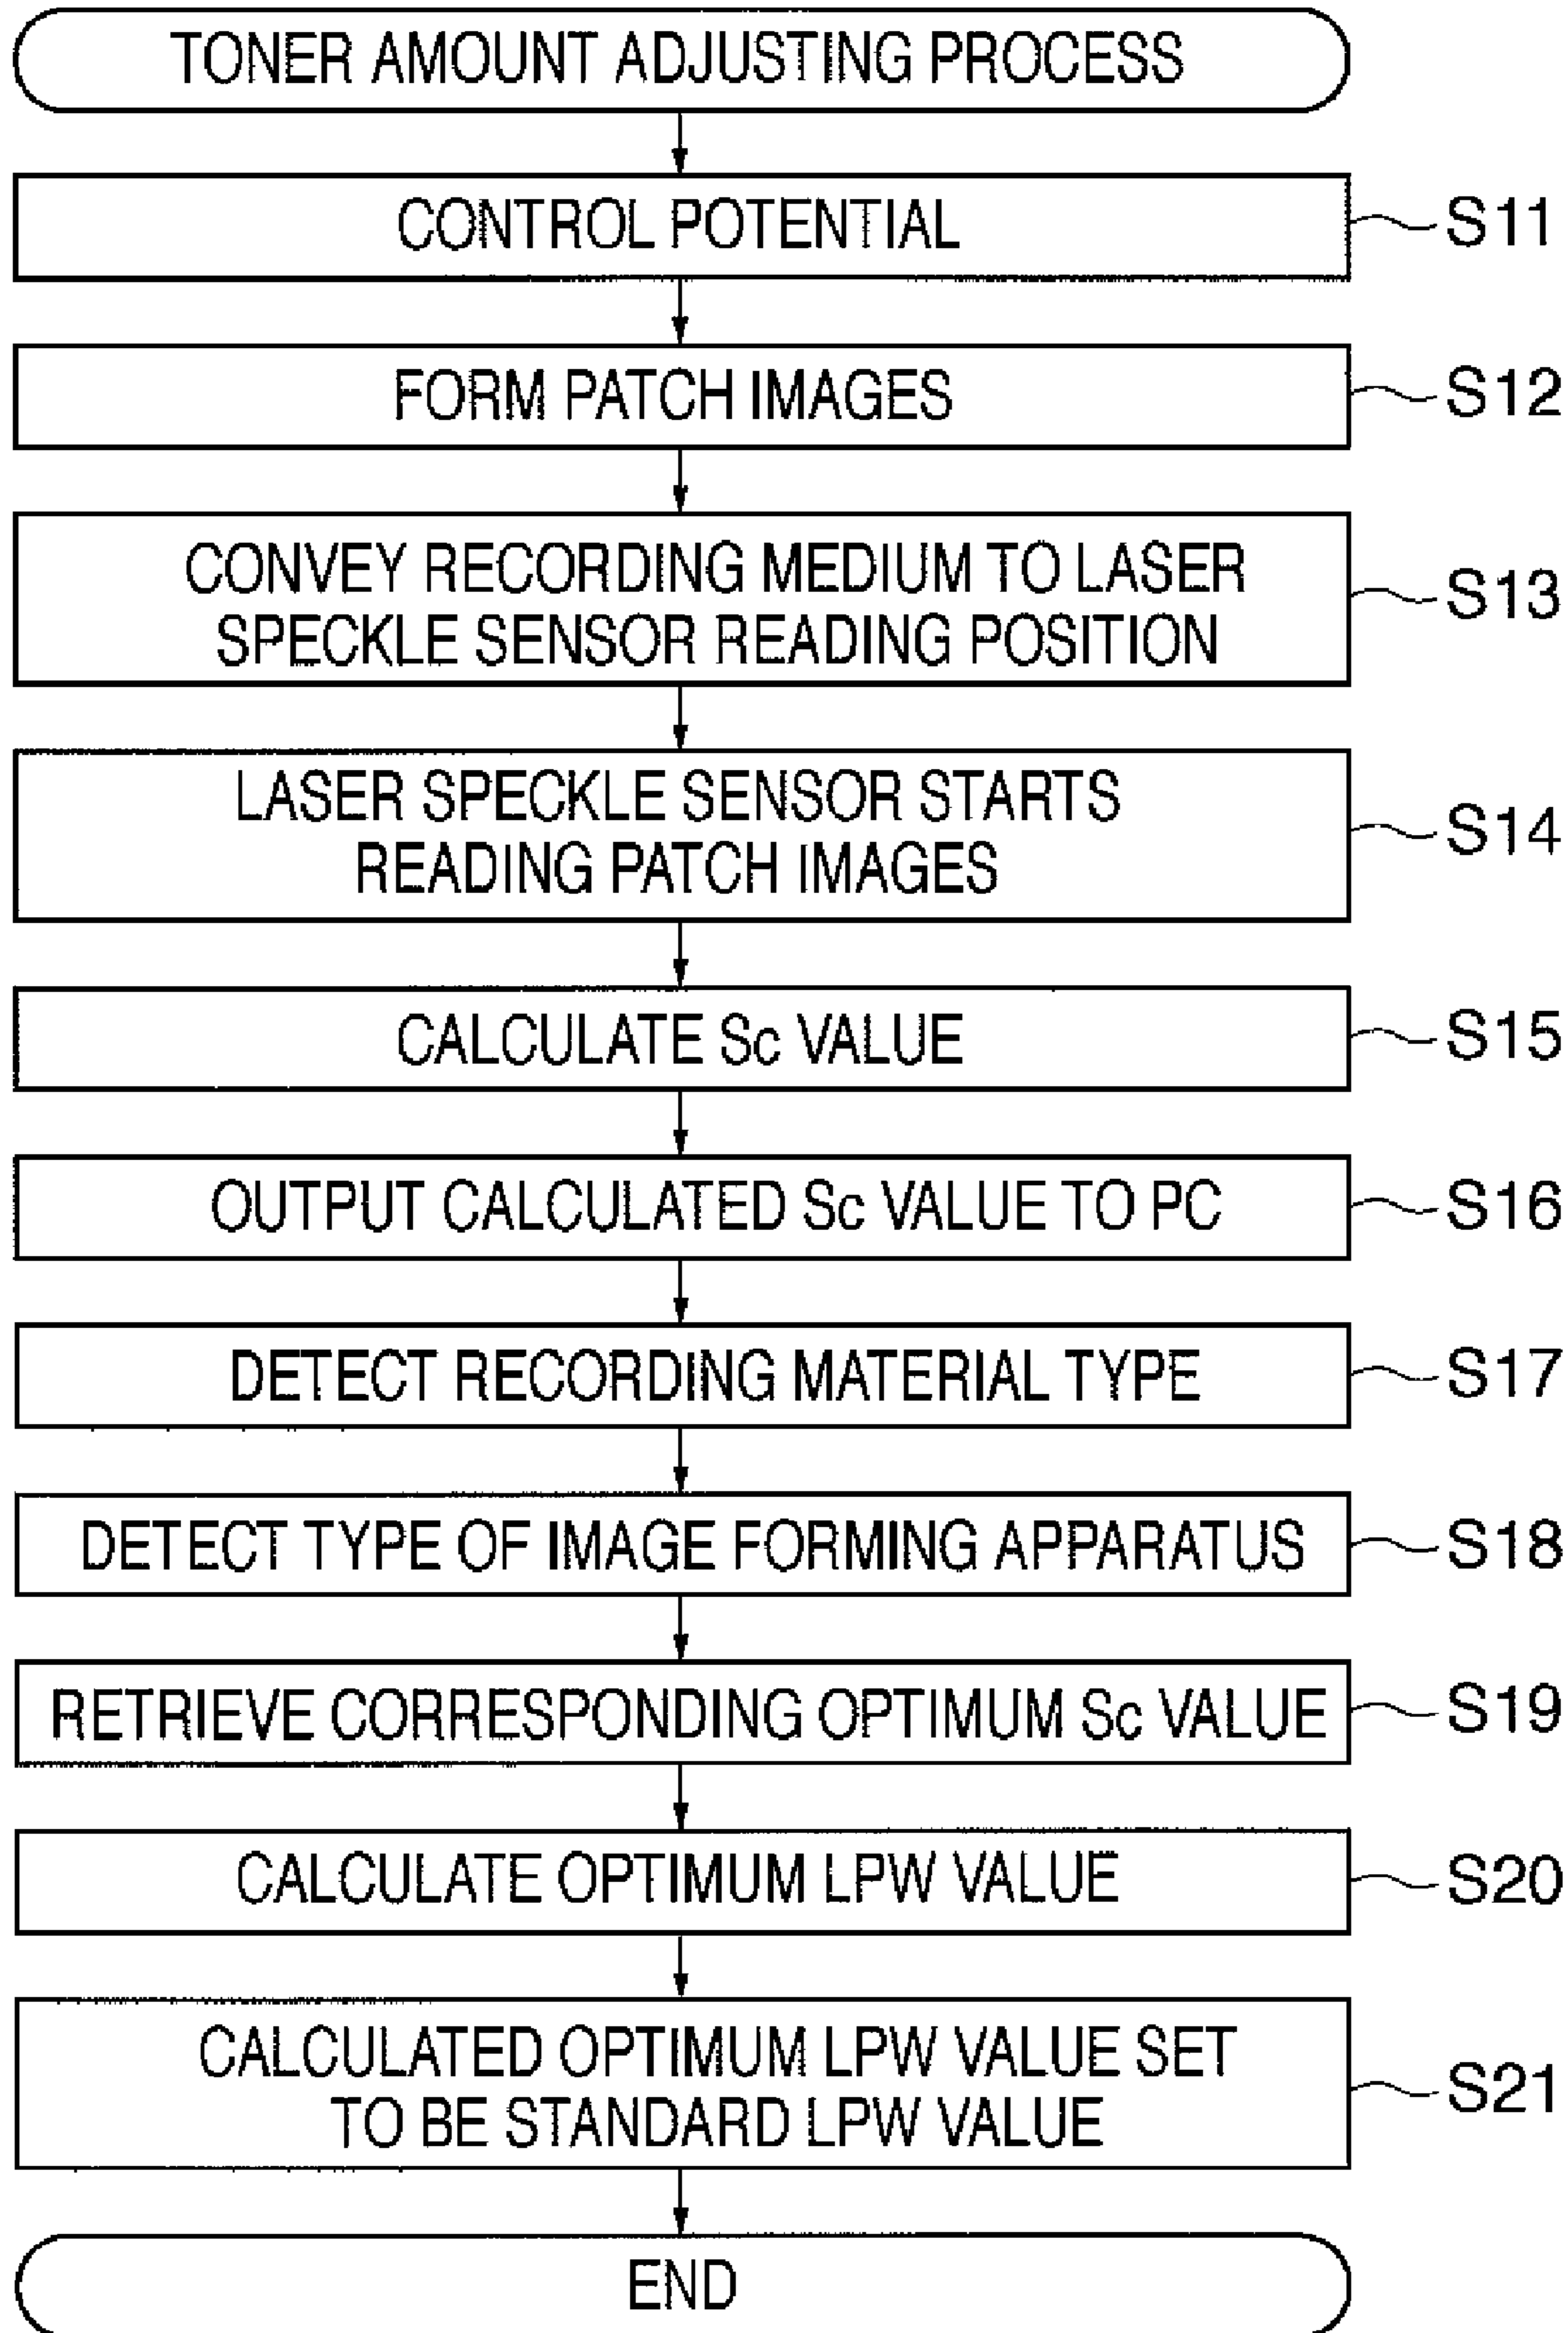 TONER AMOUNT ADJUSTING PROCESS
CONTROL POTENTIAL
S11
FORM PATCH IMAGES
S12
CONVEY RECORDING MEDIUM TO LASER
SPECKLE SENSOR READING POSITION
S13
LASER SPECKLE SENSOR STARTS
READING PATCH IMAGES
S14
CALCULATE Sc VALUE
S15
OUTPUT CALCULATED Sc VALUE TO PC
S16
DETECT RECORDING MATERIAL TYPE
S17
DETECT TYPE OF IMAGE FORMING APPARATUS
S18
RETRIEVE CORRESPONDING OPTIMUM Sc VALUE
S19
CALCULATE OPTIMUM LPW VALUE
S20
CALCULATED OPTIMUM LPW VALUE SET
TO BE STANDARD LPW VALUE
S21
END